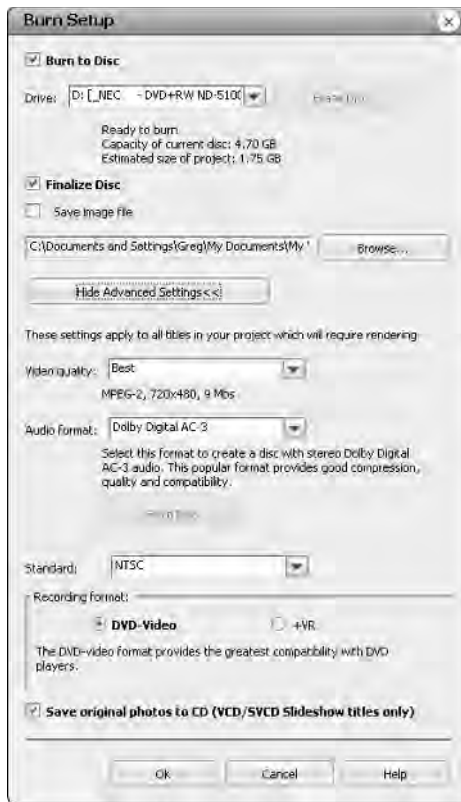 Burn Setup
Burn to Disc
Drive: D: [_NEC - DVD+RW ND-510(
Ready to burn
Capacity of current disc: 4.70 GB
Estimated size of project: 1.75 GB
Finalize Disc
Save Image file
C:\Documents and Settings\Greg\My Documents\My ' Browse...
Hide Advanced Settings<<
These settings apply to all titles in your project which will require rendering
Video quality: Best
MPEG-2, 720x480, 9 Mbs
Audio format: Dolby Digital AC-3
Select this format to create a disc with stereo Dolby Digital
AC-3 audio. This popular format provides good compression,
quality and compatibility.
Standard: NTSC
Recording format:
DVD-Video +VR
The DVD-video format provides the greatest compatibility with DVD
players.
Save original photos to CD (VCD/SVCD Slideshow titles only)
Ok Cancel Help